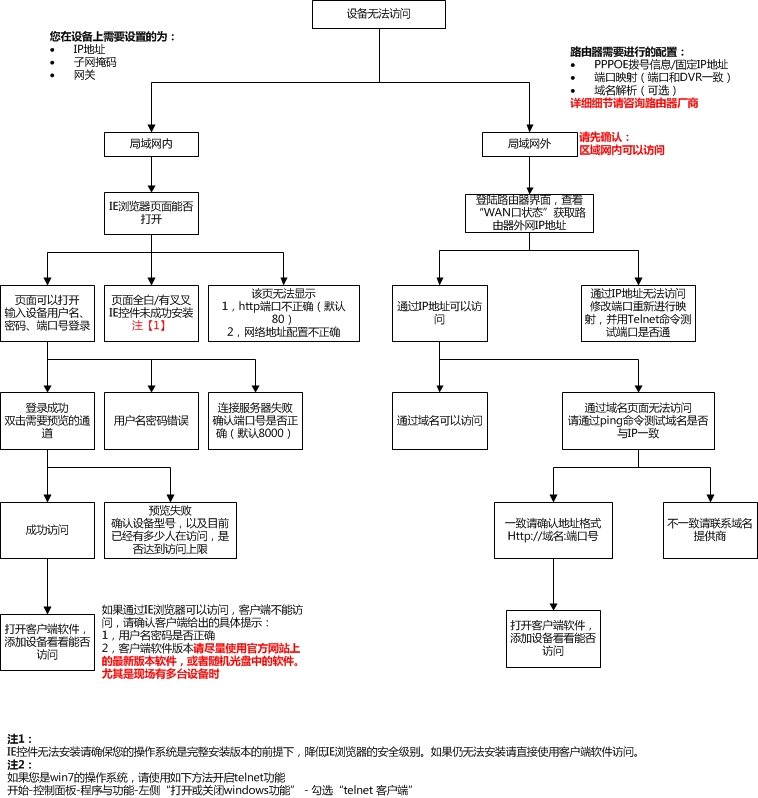 设备无法访问
您在设备上需要设置的为：
• IP地址
• 子网掩码
• 网关
路由器需要进行的配置：
• PPPOE拨号信息/固定IP地址
• 端口映射（端口和DVR一致）
• 域名解析（可选）
详细细节请咨询路由器厂商
局域网内
局域网外
请先确认：
区域网内可以访问
IE浏览器页面能否
打开
登陆路由器界面，查看
“WAN口状态”获取路
由器外网IP地址
页面可以打开
输入设备用户名、
密码、端口号登录
页面全白/有叉叉
IE控件未成功安装
注【1】
该页无法显示
1，http端口不正确（默认
80）
2，网络地址配置不正确
通过IP地址可以访
问
通过IP地址无法访问
修改端口重新进行映
射，并用Telnet命令测
试端口是否通
登录成功
双击需要预览的通
道
用户名密码错误
连接服务器失败
确认端口号是否正
确（默认8000）
通过域名可以访问
通过域名页面无法访问
请通过ping命令测试域名是否
与IP一致
成功访问
预览失败
确认设备型号，以及目前
已经有多少人在访问，是
否达到访问上限
一致请确认地址格式
Http://域名:端口号
不一致请联系域名
提供商
打开客户端软件，
添加设备看看能否
访问
如果通过IE浏览器可以访问，客户端不能访
问，请确认客户端给出的具体提示：
1，用户名密码是否正确
2，客户端软件版本请尽量使用官方网站上
的最新版本软件，或者随机光盘中的软件。
尤其是现场有多台设备时
打开客户端软件，
添加设备看看能否
访问
注1：
IE控件无法安装请确保您的操作系统是完整安装版本的前提下，降低IE浏览器的安全级别。如果仍无法安装请直接使用客户端软件访问。
注2：
如果您是win7的操作系统，请使用如下方法开启telnet功能
开始-控制面板-程序与功能-左侧“打开或关闭windows功能” - 勾选“telnet 客户端”